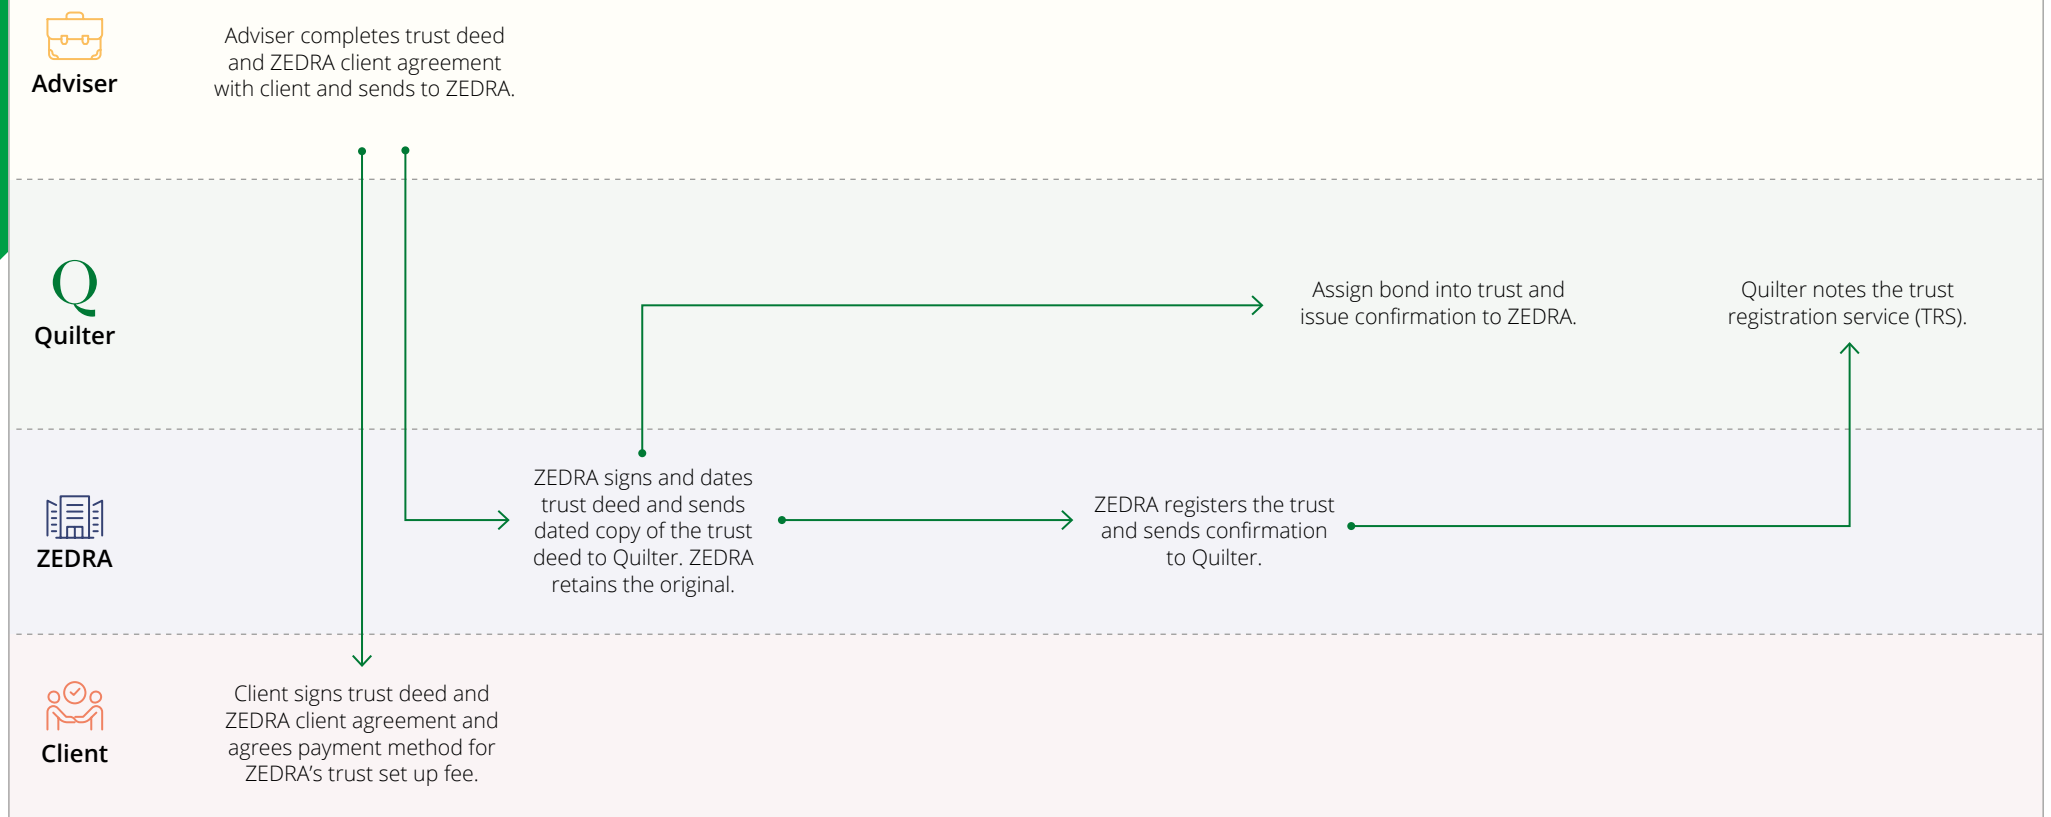 Adviser
Adviser completes trust deed
and ZEDRA client agreement
with client and sends to ZEDRA.
Q
Quilter
Assign bond into trust and
issue confirmation to ZEDRA.
Quilter notes the trust
registration service (TRS).
ZEDRA
ZEDRA signs and dates
trust deed and sends
dated copy of the trust
deed to Quilter. ZEDRA
retains the original.
ZEDRA registers the trust
and sends confirmation
to Quilter.
Client
Client signs trust deed and
ZEDRA client agreement and
agrees payment method for
ZEDRA’s trust set up fee.